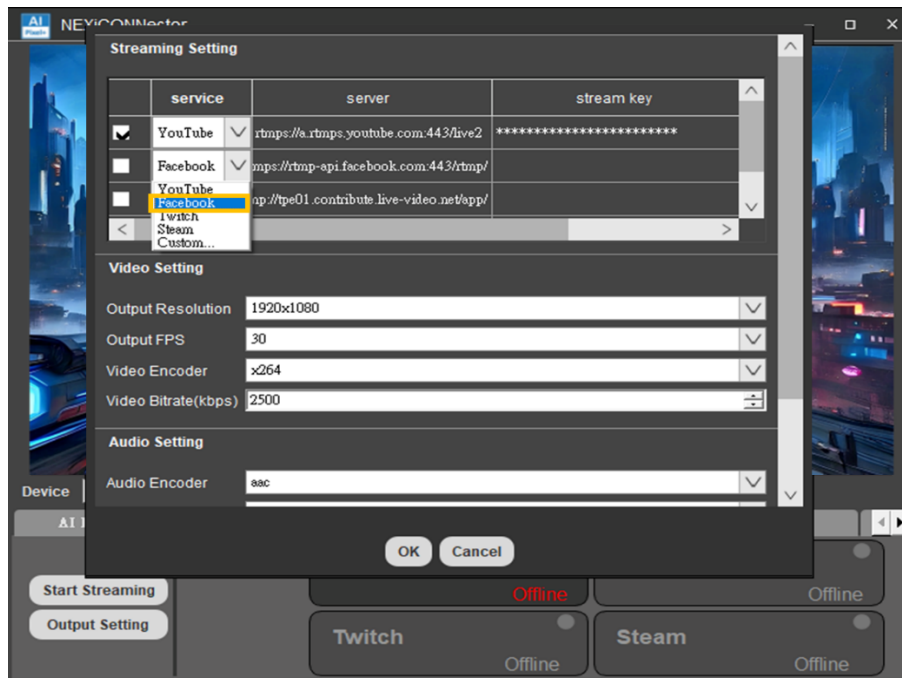 AI
NEXiCONNector
Streaming Setting
service server stream key
YouTube rtmps://a.rtmps.youtube.com:443/live2 ************************
Facebook mps://rtmp-api.facebook.com:443/rtmp/
YouTube
Facebook np://tpe01.contribute.live-video.net/app/
Twitch
Steam
Custom...
Video Setting
Output Resolution 1920x1080
Output FPS 30
Video Encoder x264
Video Bitrate(kbps) 2500
Audio Setting
Audio Encoder aac
Device
AI
OK Cancel
Start Streaming
Offline Offline
Output Setting
Twitch Steam
Offline Offline